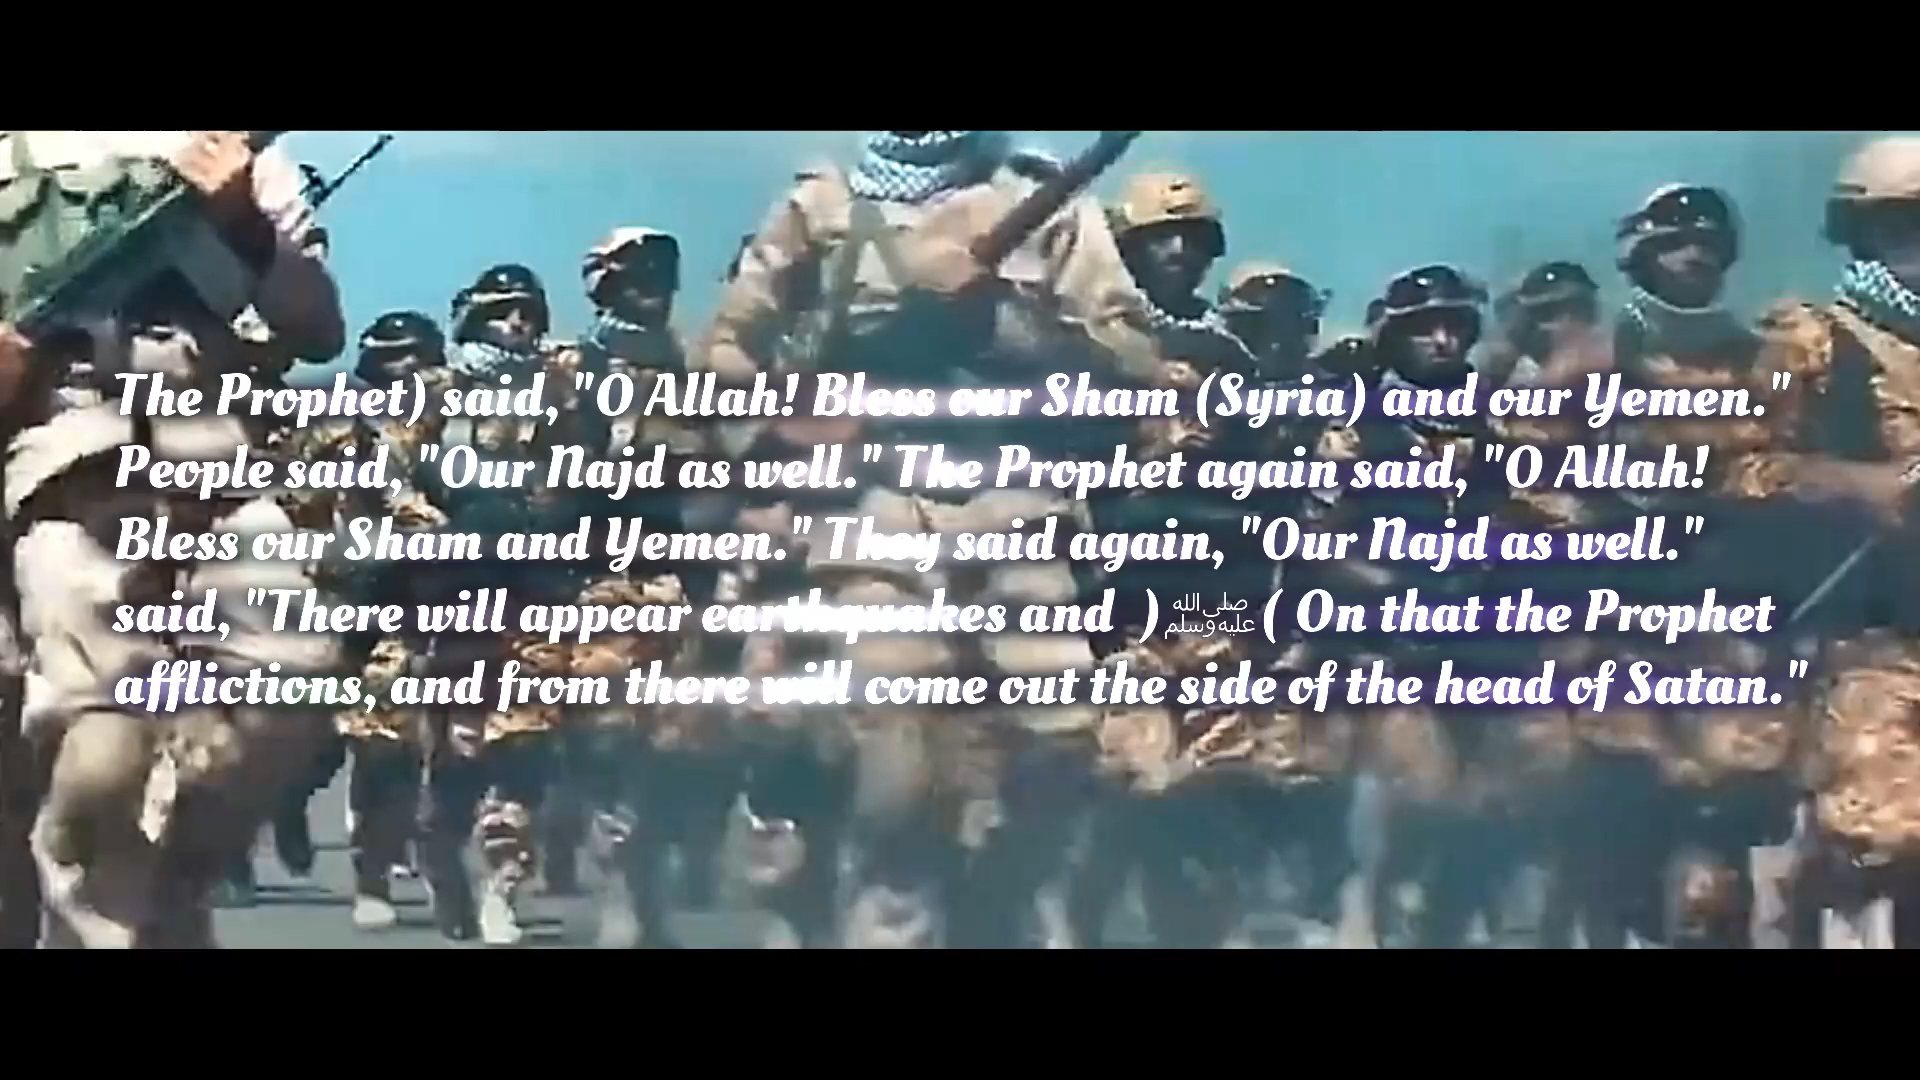 The Prophet) said, "O Allah! Bless our Sham (Syria) and our Yemen."
People said, "Our Najd as well." The Prophet again said, "O Allah!
Bless our Sham and Yemen." They said again, "Our Najd as well."
said, "There will appear earthquakes and )ﷺ( On that the Prophet
afflictions, and from there will come out the side of the head of Satan."